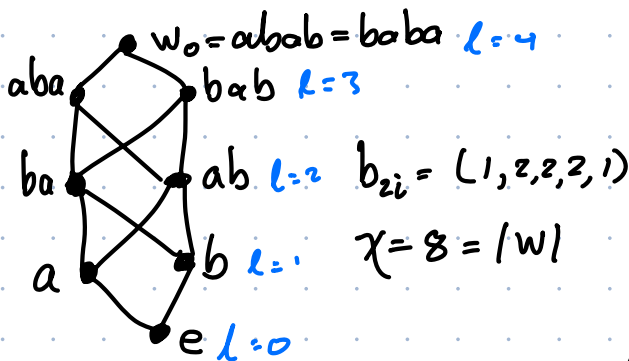 w₀ = abab = baba l = 4
aba bab l = 3
ba ab l = 2 b₂ᵢ = (1,2,2,2,1)
χ = 8 = |W|
a b l = 1
e l = 0